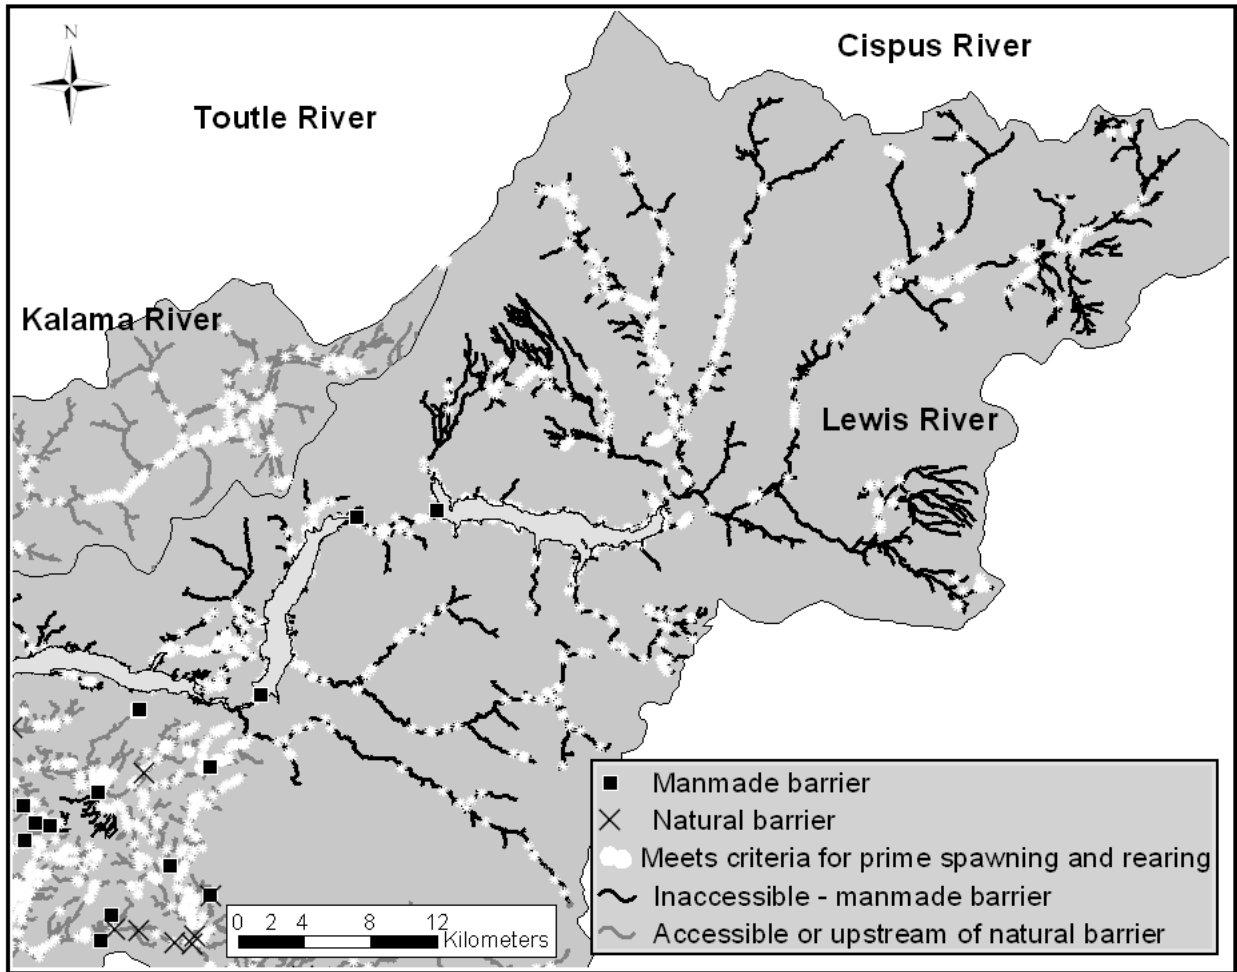 N
Cispus River
Toutle River
Kalama River
Lewis River
Manmade barrier
Natural barrier
Meets criteria for prime spawning and rearing
Inaccessible - manmade barrier
Accessible or upstream of natural barrier
0 2 4 8 12
Kilometers